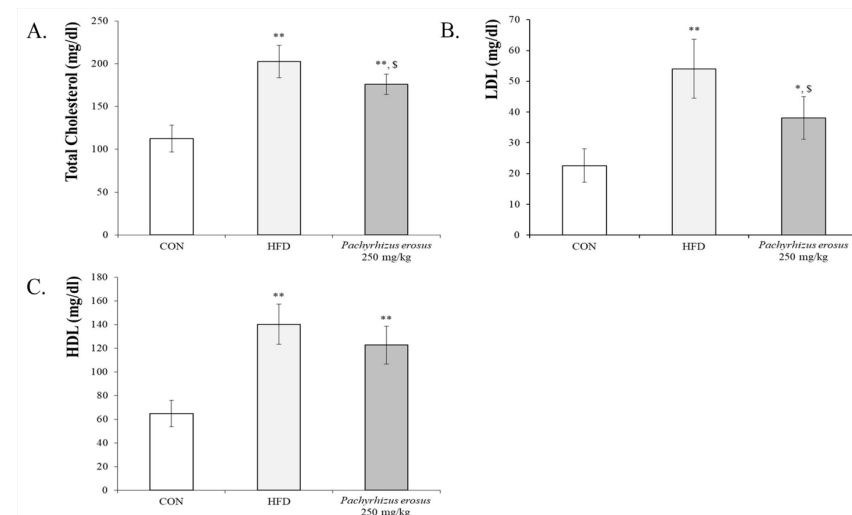 A.
Total Cholesterol (mg/dl)
250
200
150
100
50
0
**
**, $
CON
HFD
Pachyrhizus erosus
250 mg/kg
B.
LDL (mg/dl)
70
60
50
40
30
20
10
0
**
*, $
CON
HFD
Pachyrhizus erosus
250 mg/kg
C.
HDL (mg/dl)
180
160
140
120
100
80
60
40
20
0
**
**
CON
HFD
Pachyrhizus erosus
250 mg/kg